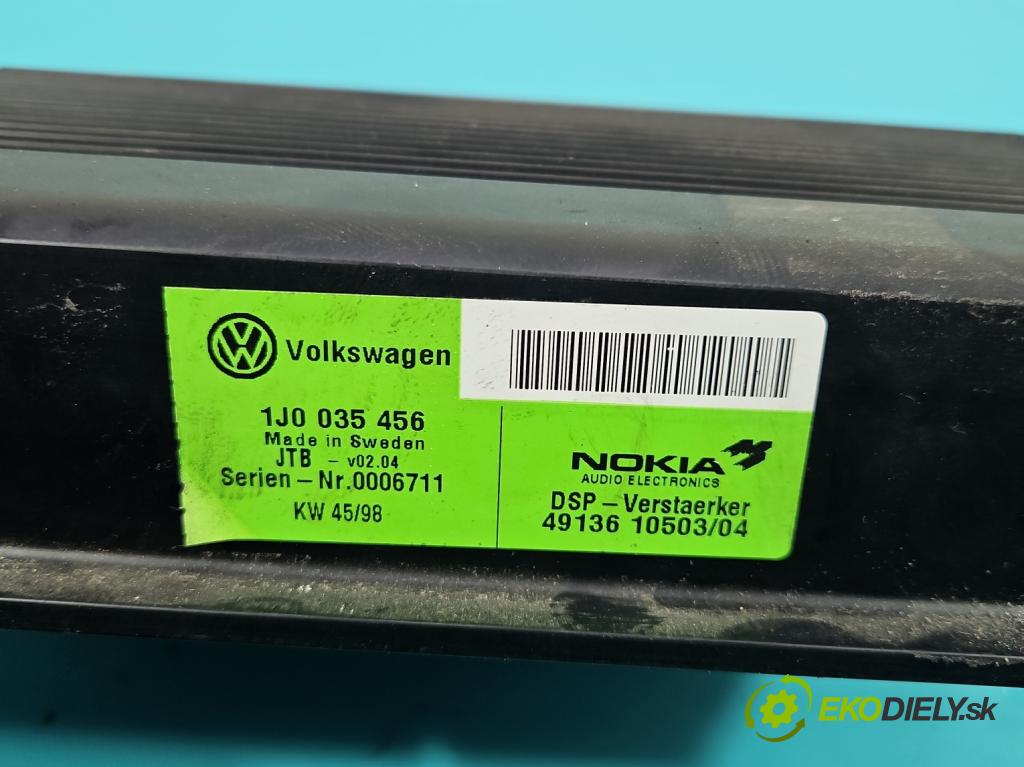 Volkswagen
1J0 035 456
Made in Sweden
JTB - v02.04
Serien-Nr.0006711
KW 45/98
NOKIA
AUDIO ELECTRONICS
DSP-Verstaerker
49136 10503/04
EKODIELY.sk